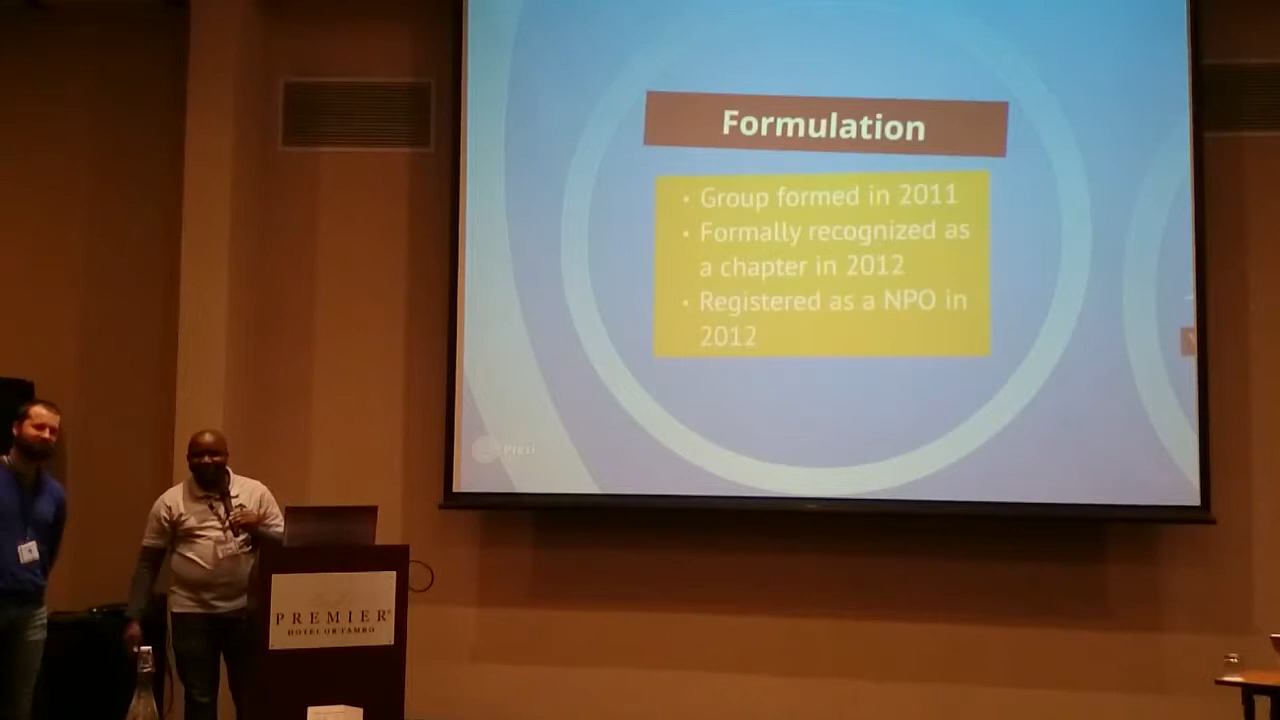 Formulation
• Group formed in 2011
• Formally recognized as
a chapter in 2012
• Registered as a NPO in
2012
Prezi
PREMIER
HOTEL OR TAMBO